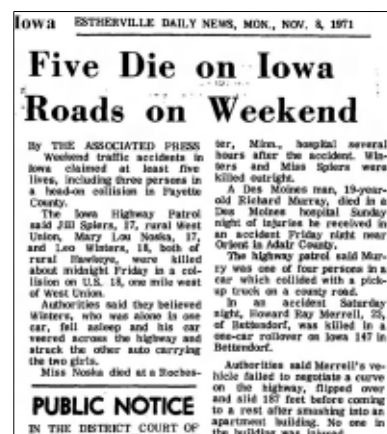 Iowa
ESTHERVILLE DAILY NEWS, MON., NOV. 8, 1971
Five Die on Iowa
Roads on Weekend
By THE ASSOCIATED PRESS
Weekend traffic accidents in
Iowa claimed at least five
lives, including three persons in
a head-on collision in Fayette
County.
The Iowa Highway Patrol
said Jill Spiers, 17, rural West
Union, Mary Lou Noska, 17,
and Leo Winters, 18, both of
rural Hawkeye, were killed
about midnight Friday in a col-
lision on U.S. 18, one mile west
of West Union.
Authorities said they believed
Winters, who was alone in one
car, fell asleep and his car
veered across the highway and
struck the other auto carrying
the two girls.
Miss Noska died at a Roches-
PUBLIC NOTICE
IN THE DISTRICT COURT OF
ter, Minn., hospital several
hours after the accident. Win-
ters and Miss Spiers were
killed outright.
A Des Moines man, 19-year-
old Richard Murray, died in a
Des Moines hospital Sunday
night of injuries he received in
an accident Friday night near
Orient in Adair County.
The highway patrol said Mur-
ry was one of four persons in a
car which collided with a pick-
up truck on a county road.
In an accident Saturday
night, Howard Ray Merrell, 25,
of Bettendorf, was killed in a
one-car rollover on Iowa 147 in
Bettendorf.
Authorities said Merrell's ve-
hicle failed to negotiate a curve
on the highway, flipped over
and slid 187 feet before coming
to a rest after smashing into an
apartment building. No one in
the building was injured.